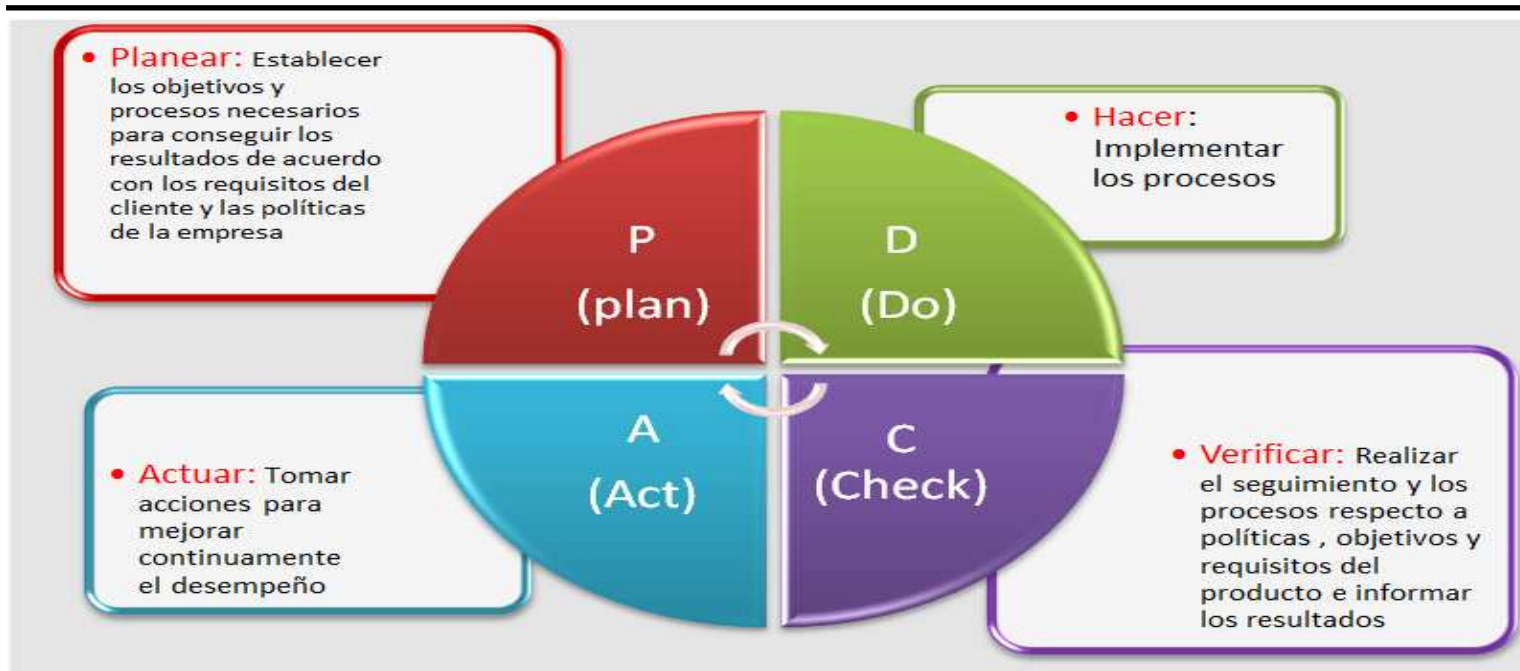 • Planear: Establecer
los objetivos y
procesos necesarios
para conseguir los
resultados de acuerdo
con los requisitos del
cliente y las políticas
de la empresa
P
(plan)
D
(Do)
• Hacer:
Implementar
los procesos
• Actuar: Tomar
acciones para
mejorar
continuamente
el desempeño
A
(Act)
C
(Check)
• Verificar: Realizar
el seguimiento y los
procesos respecto a
políticas , objetivos y
requisitos del
producto e informar
los resultados